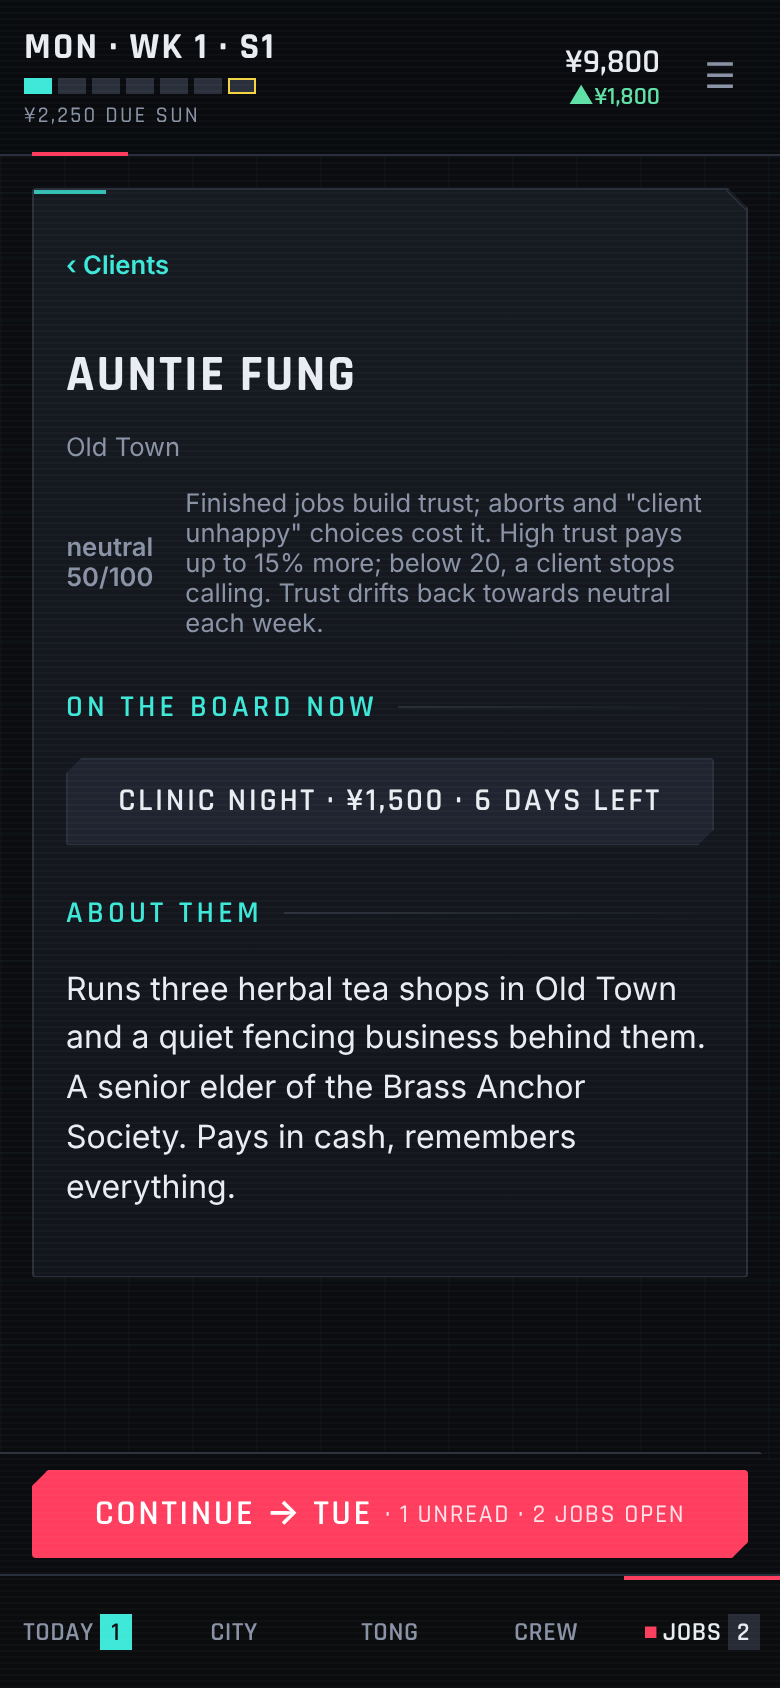 MON · WK 1 · S1
¥2,250 DUE SUN
¥9,800
▲¥1,800
☰
‹ Clients
AUNTIE FUNG
Old Town
neutral
50/100
Finished jobs build trust; aborts and "client
unhappy" choices cost it. High trust pays
up to 15% more; below 20, a client stops
calling. Trust drifts back towards neutral
each week.
ON THE BOARD NOW
CLINIC NIGHT · ¥1,500 · 6 DAYS LEFT
ABOUT THEM
Runs three herbal tea shops in Old Town
and a quiet fencing business behind them.
A senior elder of the Brass Anchor
Society. Pays in cash, remembers
everything.
CONTINUE → TUE · 1 UNREAD · 2 JOBS OPEN
TODAY 1 CITY TONG CREW JOBS 2